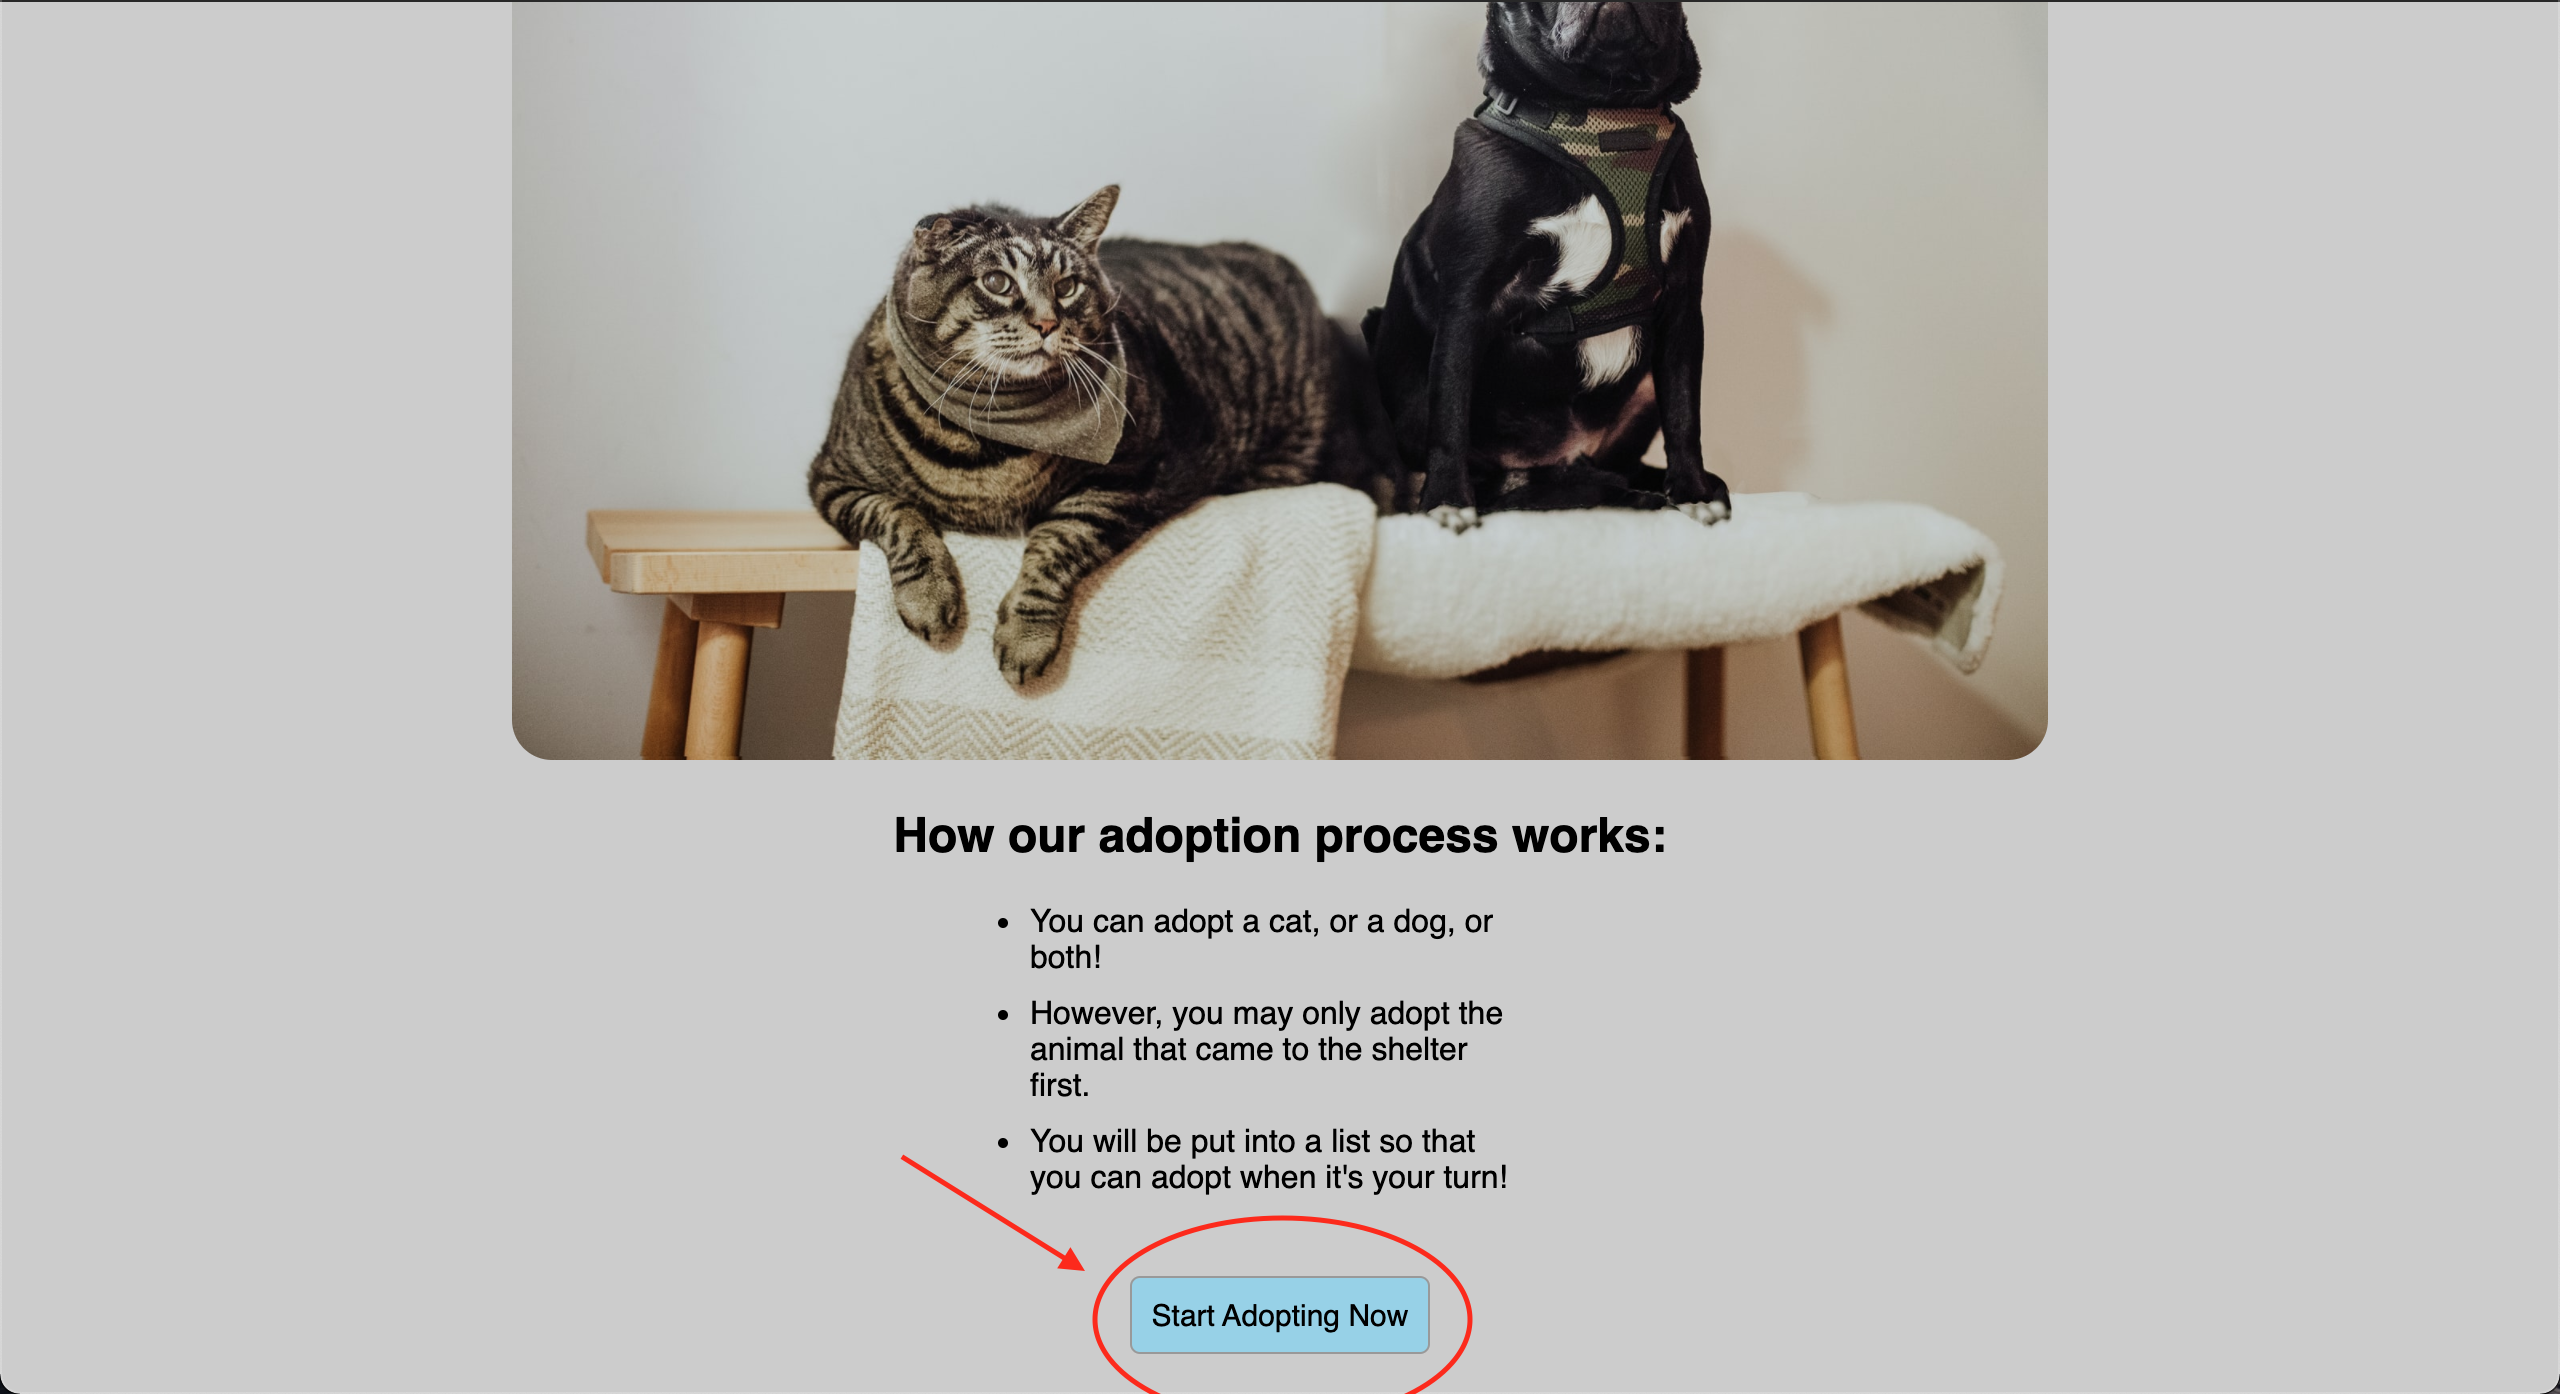 How our adoption process works:
You can adopt a cat, or a dog, or
both!
However, you may only adopt the
animal that came to the shelter
first.
You will be put into a list so that
you can adopt when it's your turn!
Start Adopting Now